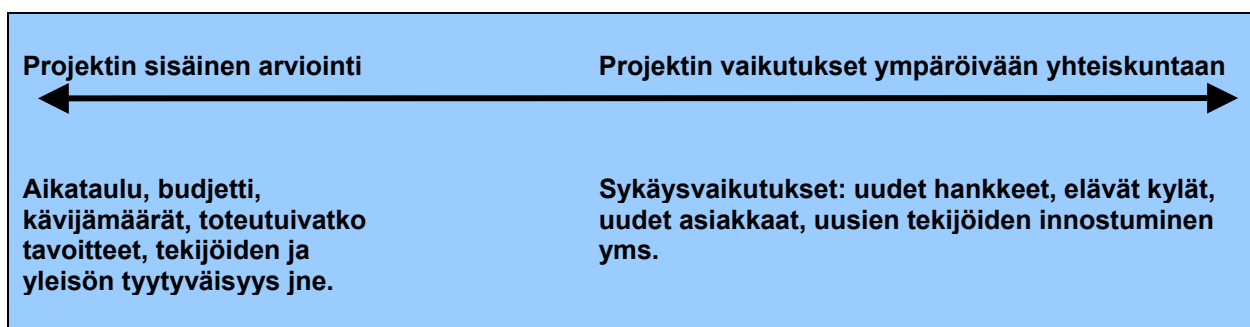 Projektin sisäinen arviointi
Projektin vaikutukset ympäröivään yhteiskuntaan
Aikataulu, budjetti,
kävijämäärät, toteutuivatko
tavoitteet, tekijöiden ja
yleisön tyytyväisyys jne.
Sykäysvaikutukset: uudet hankkeet, elävät kylät,
uudet asiakkaat, uusien tekijöiden innostuminen
yms.